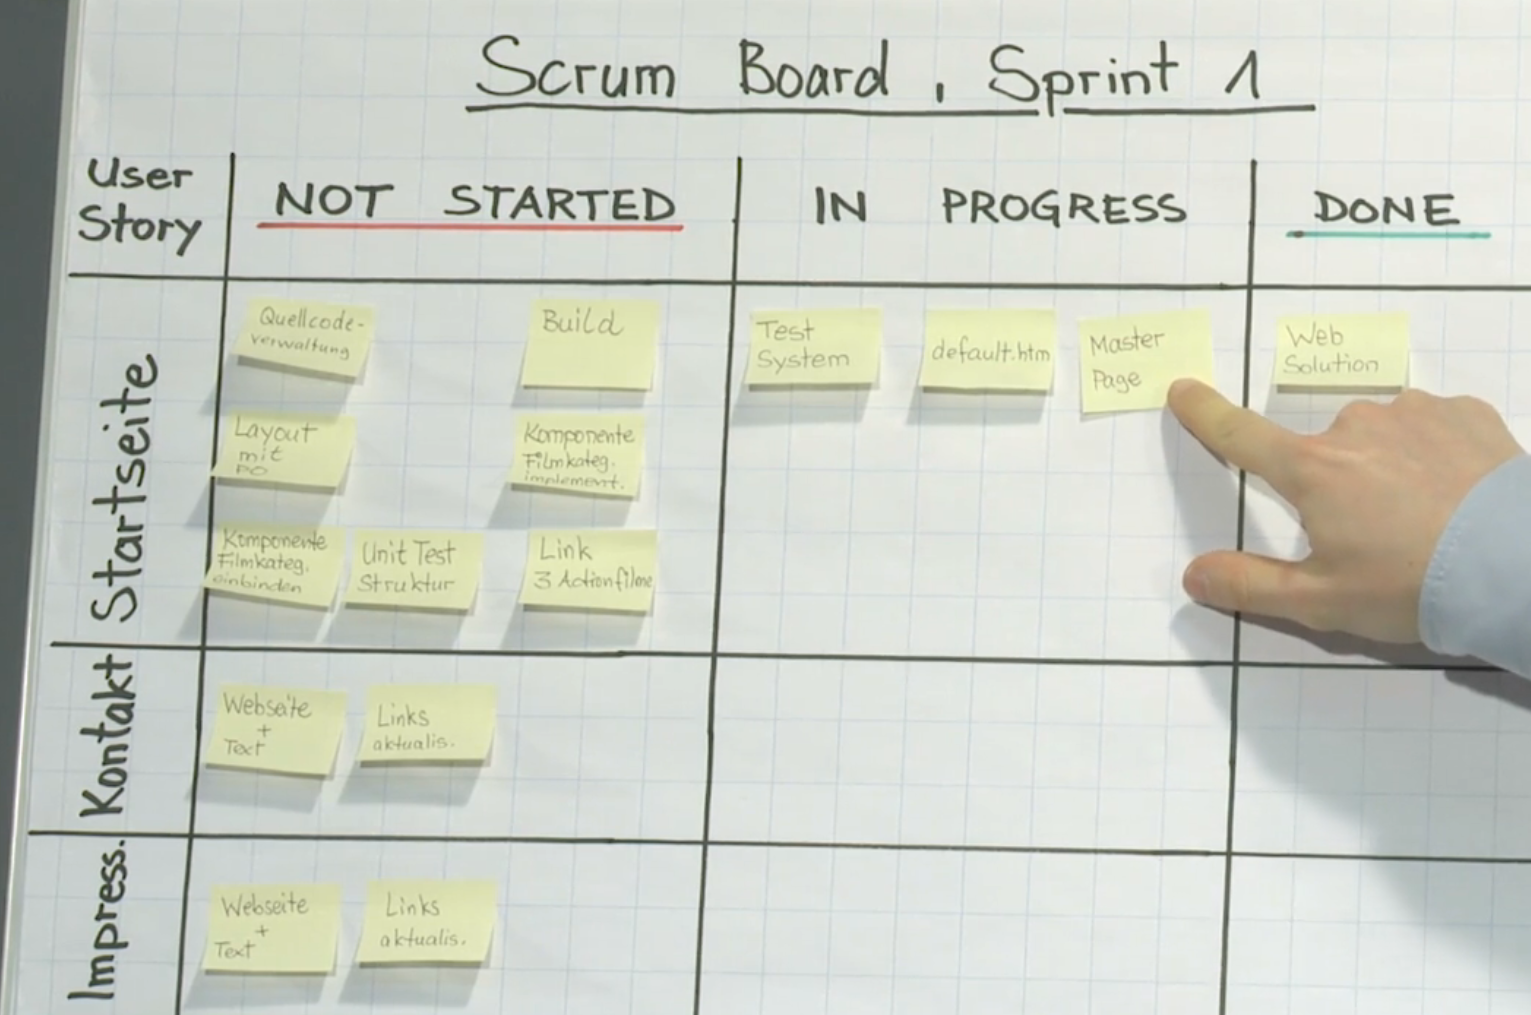 Scrum Board, Sprint 1
User
Story
NOT STARTED
IN PROGRESS
DONE
Startseite
Quellcode-
verwaltung
Build
Layout
mit
PO
Komponente
Filmkateg.
implement.
Komponente
Filmkateg.
einbinden
Unit Test
Struktur
Link
3 Actionfilme
Test
System
default.htm
Master
Page
Web
Solution
Kontakt
Webseite
+
Text
Links
aktualis.
Impress.
Webseite
+
Text
Links
aktualis.